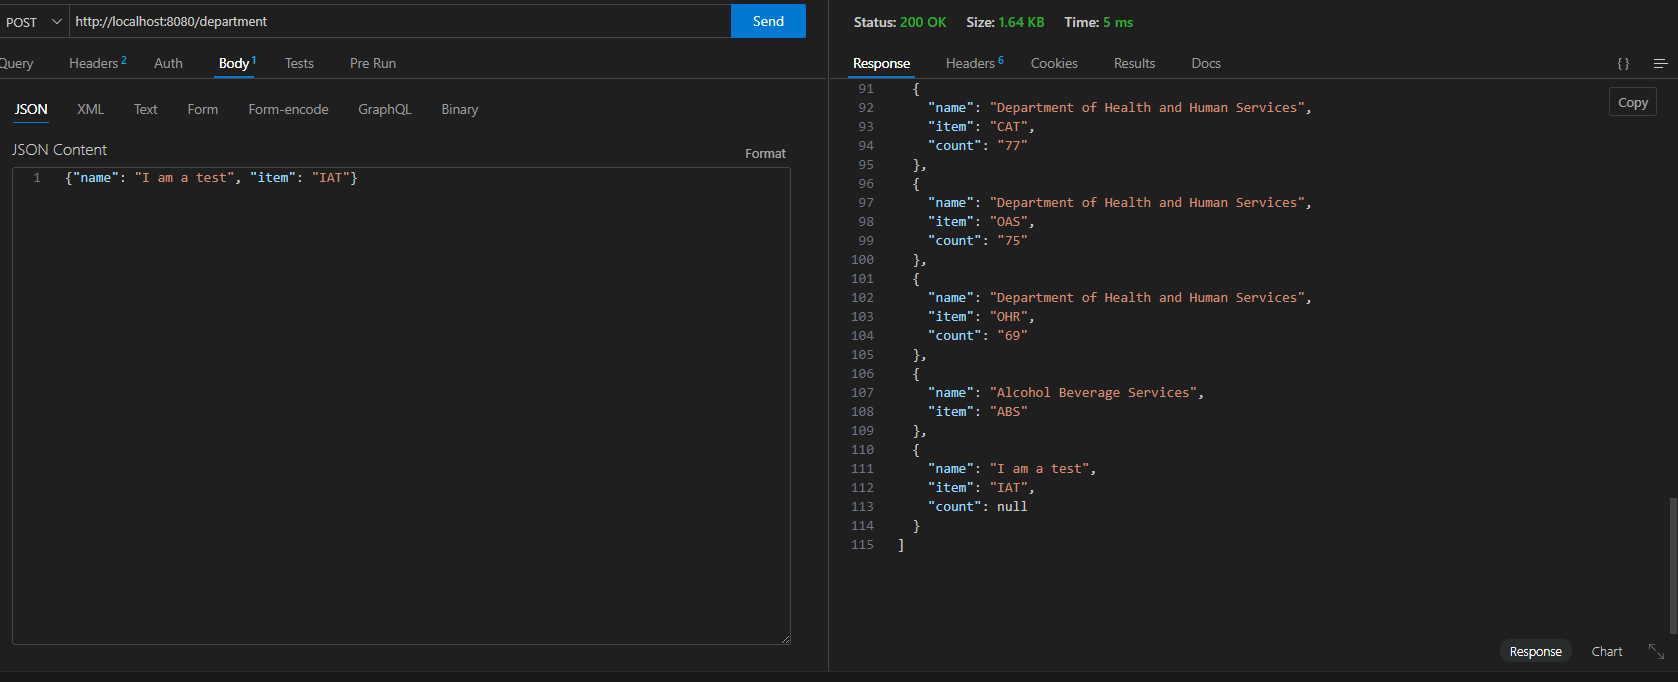 POST http://localhost:8080/department Send
Query Headers 2 Auth Body 1 Tests Pre Run
JSON XML Text Form Form-encode GraphQL Binary
JSON Content
Format
1 {"name": "I am a test", "item": "IAT"}
Status: 200 OK Size: 1.64 KB Time: 5 ms
Response Headers 6 Cookies Results Docs {}
Copy
91 {
92 "name": "Department of Health and Human Services",
93 "item": "CAT",
94 "count": "77"
95 },
96 {
97 "name": "Department of Health and Human Services",
98 "item": "OAS",
99 "count": "75"
100 },
101 {
102 "name": "Department of Health and Human Services",
103 "item": "OHR",
104 "count": "69"
105 },
106 {
107 "name": "Alcohol Beverage Services",
108 "item": "ABS"
109 },
110 {
111 "name": "I am a test",
112 "item": "IAT",
113 "count": null
114 }
115 ]
Response Chart